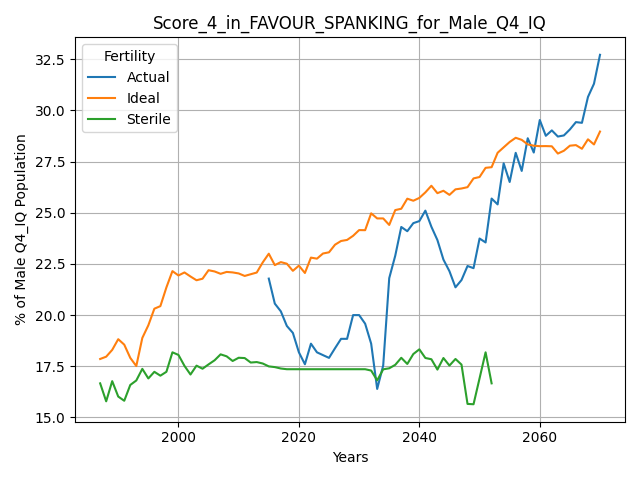 Score_4_in_FAVOUR_SPANKING_for_Male_Q4_IQ
Fertility
Actual
Ideal
Sterile
% of Male Q4_IQ Population
32.5
30.0
27.5
25.0
22.5
20.0
17.5
15.0
2000 2020 2040 2060
Years